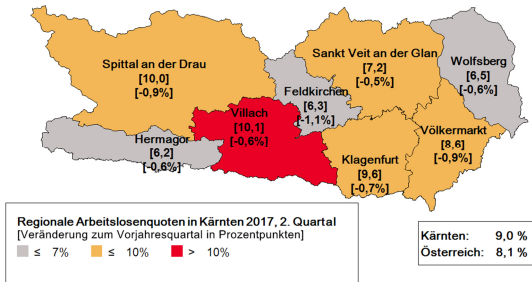 Spittal an der Drau
[10,0]
[-0,9%]
Sankt Veit an der Glan
[7,2]
[-0,5%]
Wolfsberg
[6,5]
[-0,6%]
Feldkirchen
[6,3]
[-1,1%]
Villach
[10,1]
[-0,6%]
Hermagor
[6,2]
[-0,6%]
Klagenfurt
[9,6]
[-0,7%]
Völkermarkt
[8,6]
[-0,9%]
Regionale Arbeitslosenquoten in Kärnten 2017, 2. Quartal
[Veränderung zum Vorjahresquartal in Prozentpunkten]
≤ 7% ≤ 10% > 10%
Kärnten: 9,0 %
Österreich: 8,1 %